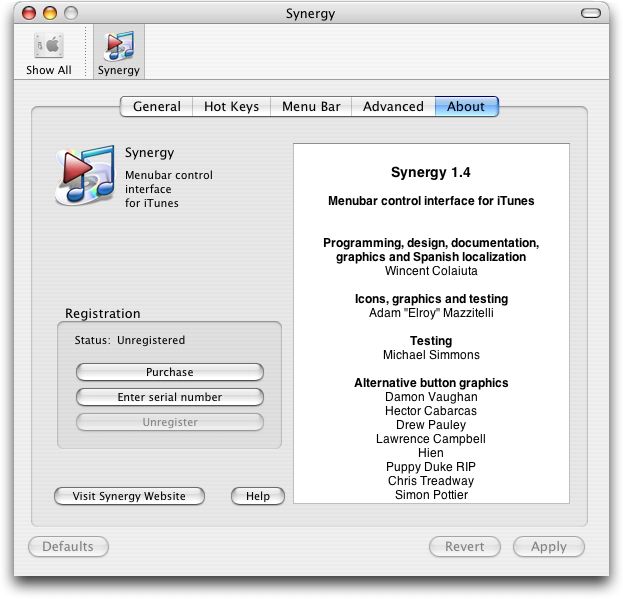 Synergy
Show All
Synergy
General
Hot Keys
Menu Bar
Advanced
About
Synergy
Menubar control
interface
for iTunes
Registration
Status: Unregistered
Purchase
Enter serial number
Unregister
Visit Synergy Website
Help
Synergy 1.4
Menubar control interface for iTunes
Programming, design, documentation,
graphics and Spanish localization
Wincent Colaiuta
Icons, graphics and testing
Adam "Elroy" Mazzitelli
Testing
Michael Simmons
Alternative button graphics
Damon Vaughan
Hector Cabarcas
Drew Pauley
Lawrence Campbell
Hien
Puppy Duke RIP
Chris Treadway
Simon Pottier
Defaults
Revert
Apply